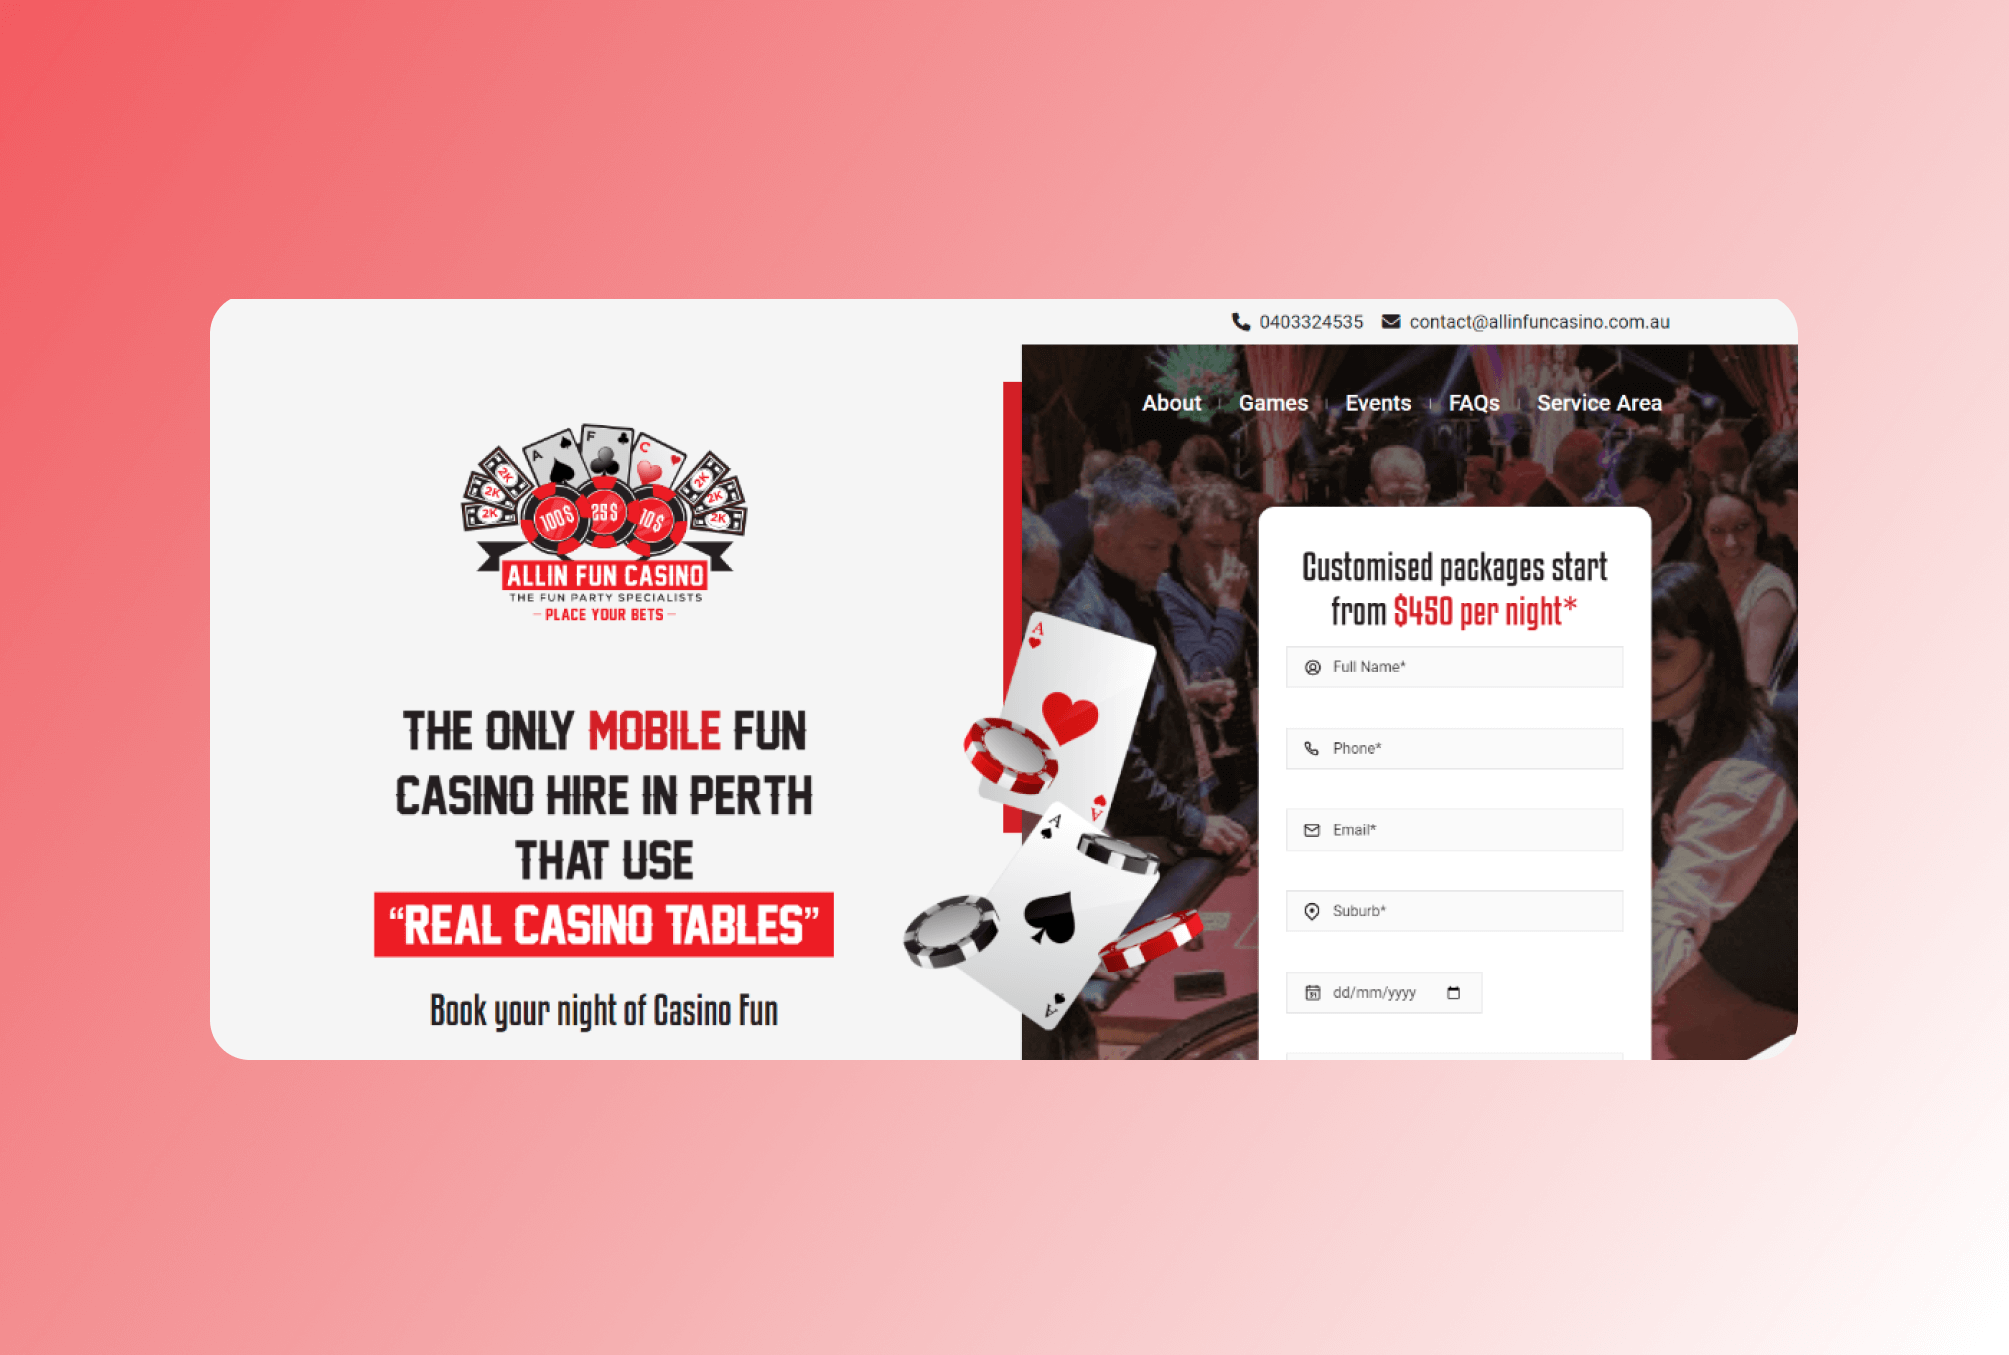 0403324535 contact@allinfuncasino.com.au
About Games Events FAQs Service Area
A F C
2K 2K 2K 2K 2K 2K
100$ 25$ 10$
ALLIN FUN CASINO
THE FUN PARTY SPECIALISTS
– PLACE YOUR BETS –
THE ONLY MOBILE FUN
CASINO HIRE IN PERTH
THAT USE
“REAL CASINO TABLES”
Book your night of Casino Fun
A
A
A
A
Customised packages start
from $450 per night*
Full Name*
Phone*
Email*
Suburb*
31 dd/mm/yyyy